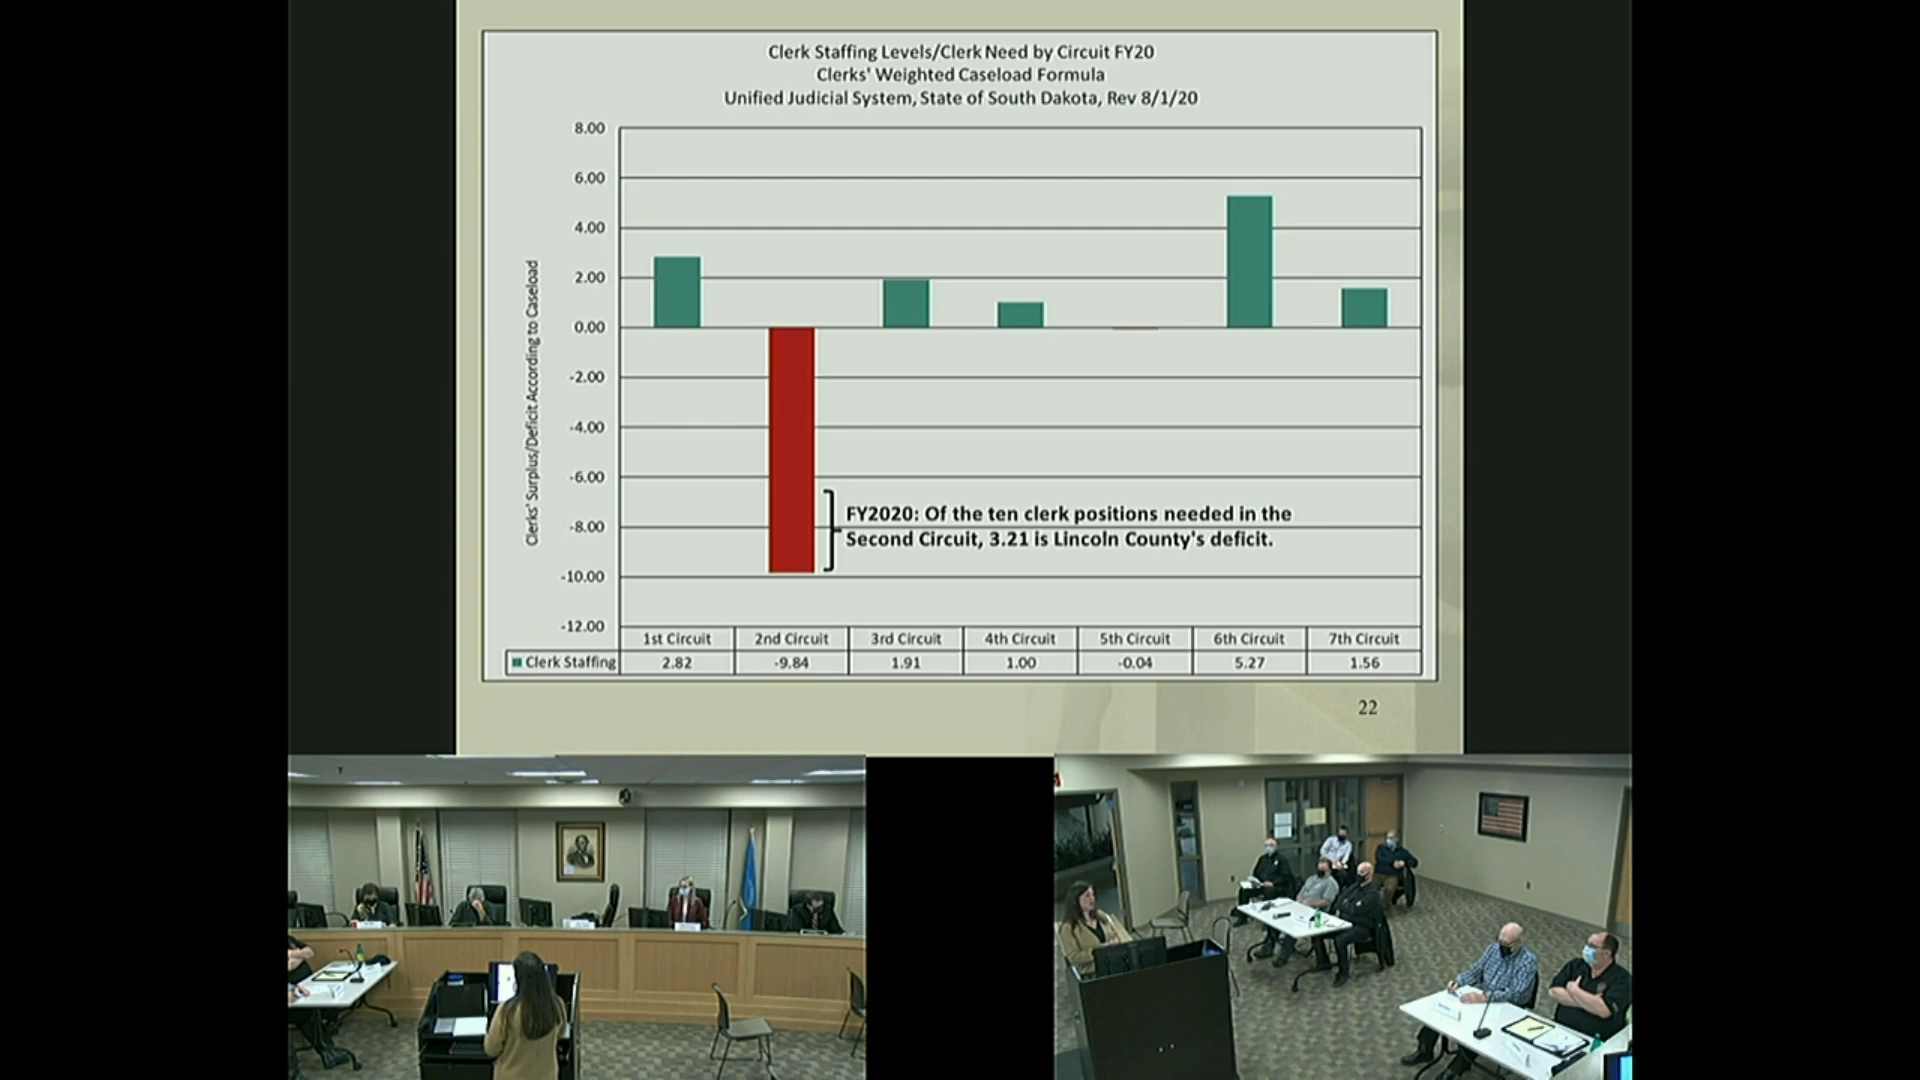 Clerk Staffing Levels/Clerk Need by Circuit FY20
Clerks' Weighted Caseload Formula
Unified Judicial System, State of South Dakota, Rev 8/1/20
Clerks' Surplus/Deficit According to Caseload
8.00
6.00
4.00
2.00
0.00
-2.00
-4.00
-6.00
-8.00
-10.00
-12.00
FY2020: Of the ten clerk positions needed in the
Second Circuit, 3.21 is Lincoln County's deficit.
1st Circuit 2nd Circuit 3rd Circuit 4th Circuit 5th Circuit 6th Circuit 7th Circuit
Clerk Staffing 2.82 -9.84 1.91 1.00 -0.04 5.27 1.56
22